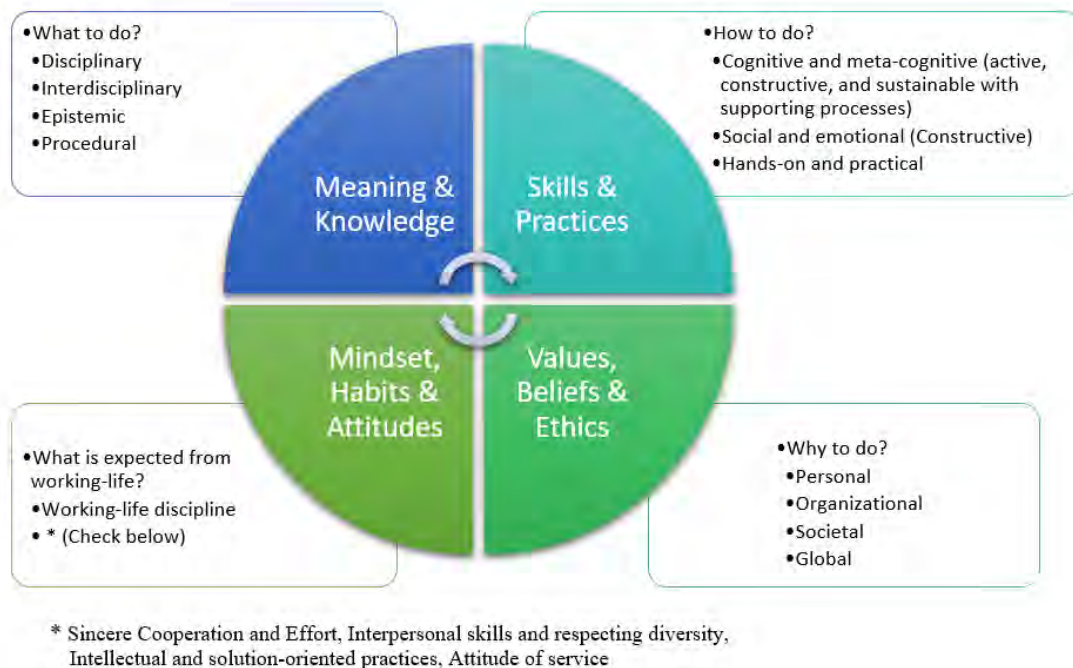 •What to do?
•Disciplinary
•Interdisciplinary
•Epistemic
•Procedural
•How to do?
•Cognitive and meta-cognitive (active,
constructive, and sustainable with
supporting processes)
•Social and emotional (Constructive)
•Hands-on and practical
Meaning &
Knowledge
Skills &
Practices
Mindset,
Habits &
Attitudes
Values,
Beliefs &
Ethics
•What is expected from
working-life?
•Working-life discipline
• * (Check below)
•Why to do?
•Personal
•Organizational
•Societal
•Global
* Sincere Cooperation and Effort, Interpersonal skills and respecting diversity,
Intellectual and solution-oriented practices, Attitude of service